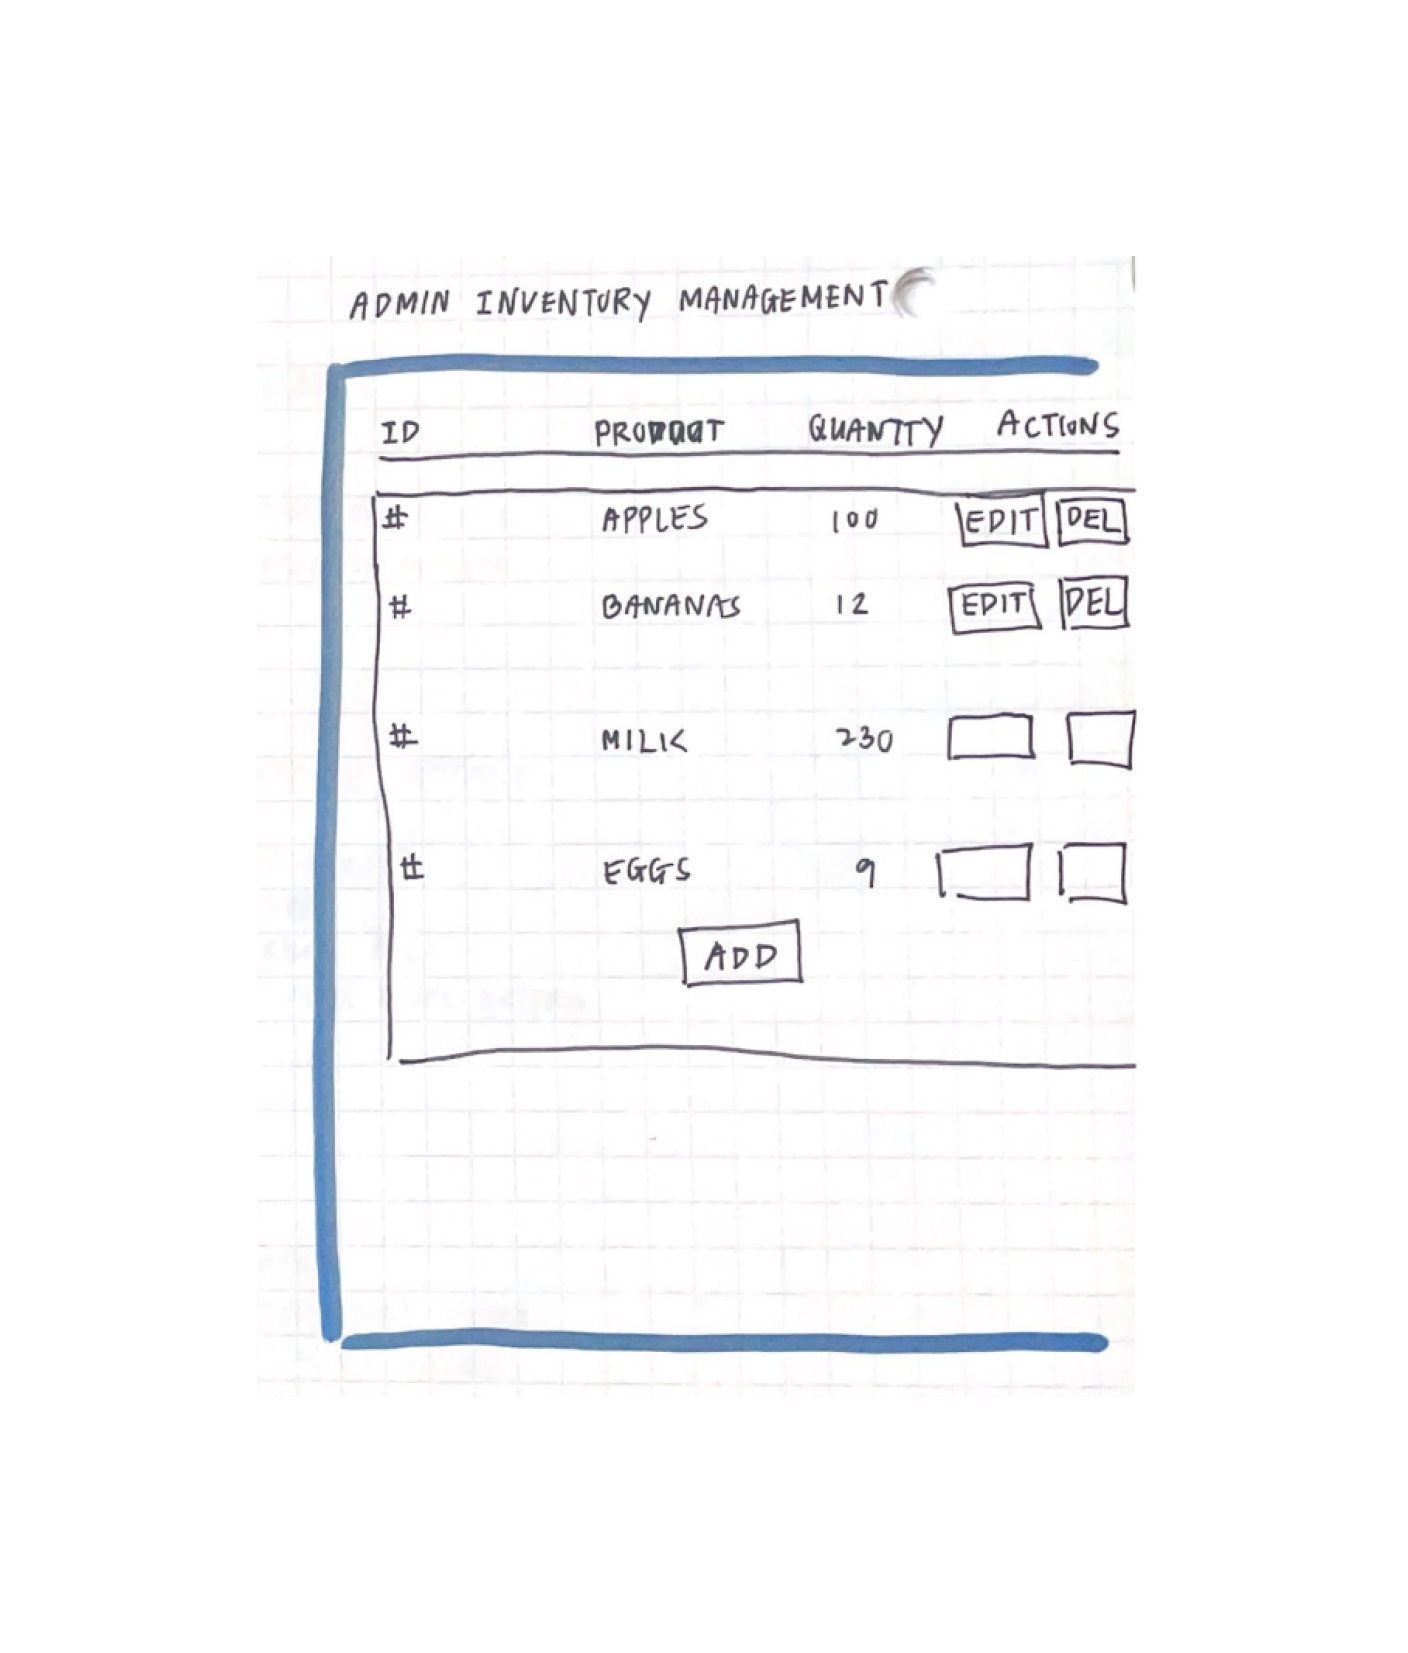 ADMIN INVENTORY MANAGEMENT
ID PRODUCT QUANTITY ACTIONS
# APPLES 100 EDIT DEL
# BANANAS 12 EDIT DEL
# MILK 230
# EGGS 9
ADD